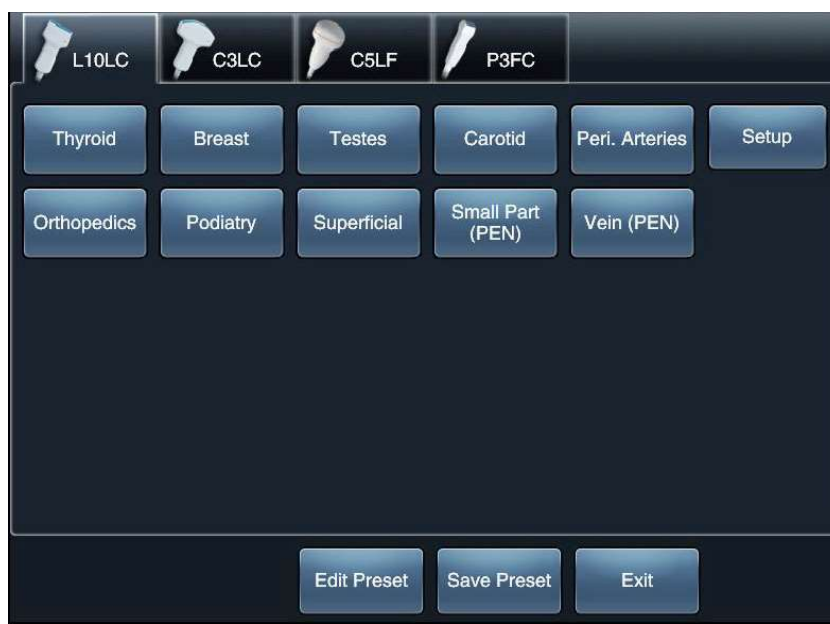 L10LC
C3LC
C5LF
P3FC
Thyroid
Breast
Testes
Carotid
Peri. Arteries
Setup
Orthopedics
Podiatry
Superficial
Small Part
(PEN)
Vein (PEN)
Edit Preset
Save Preset
Exit